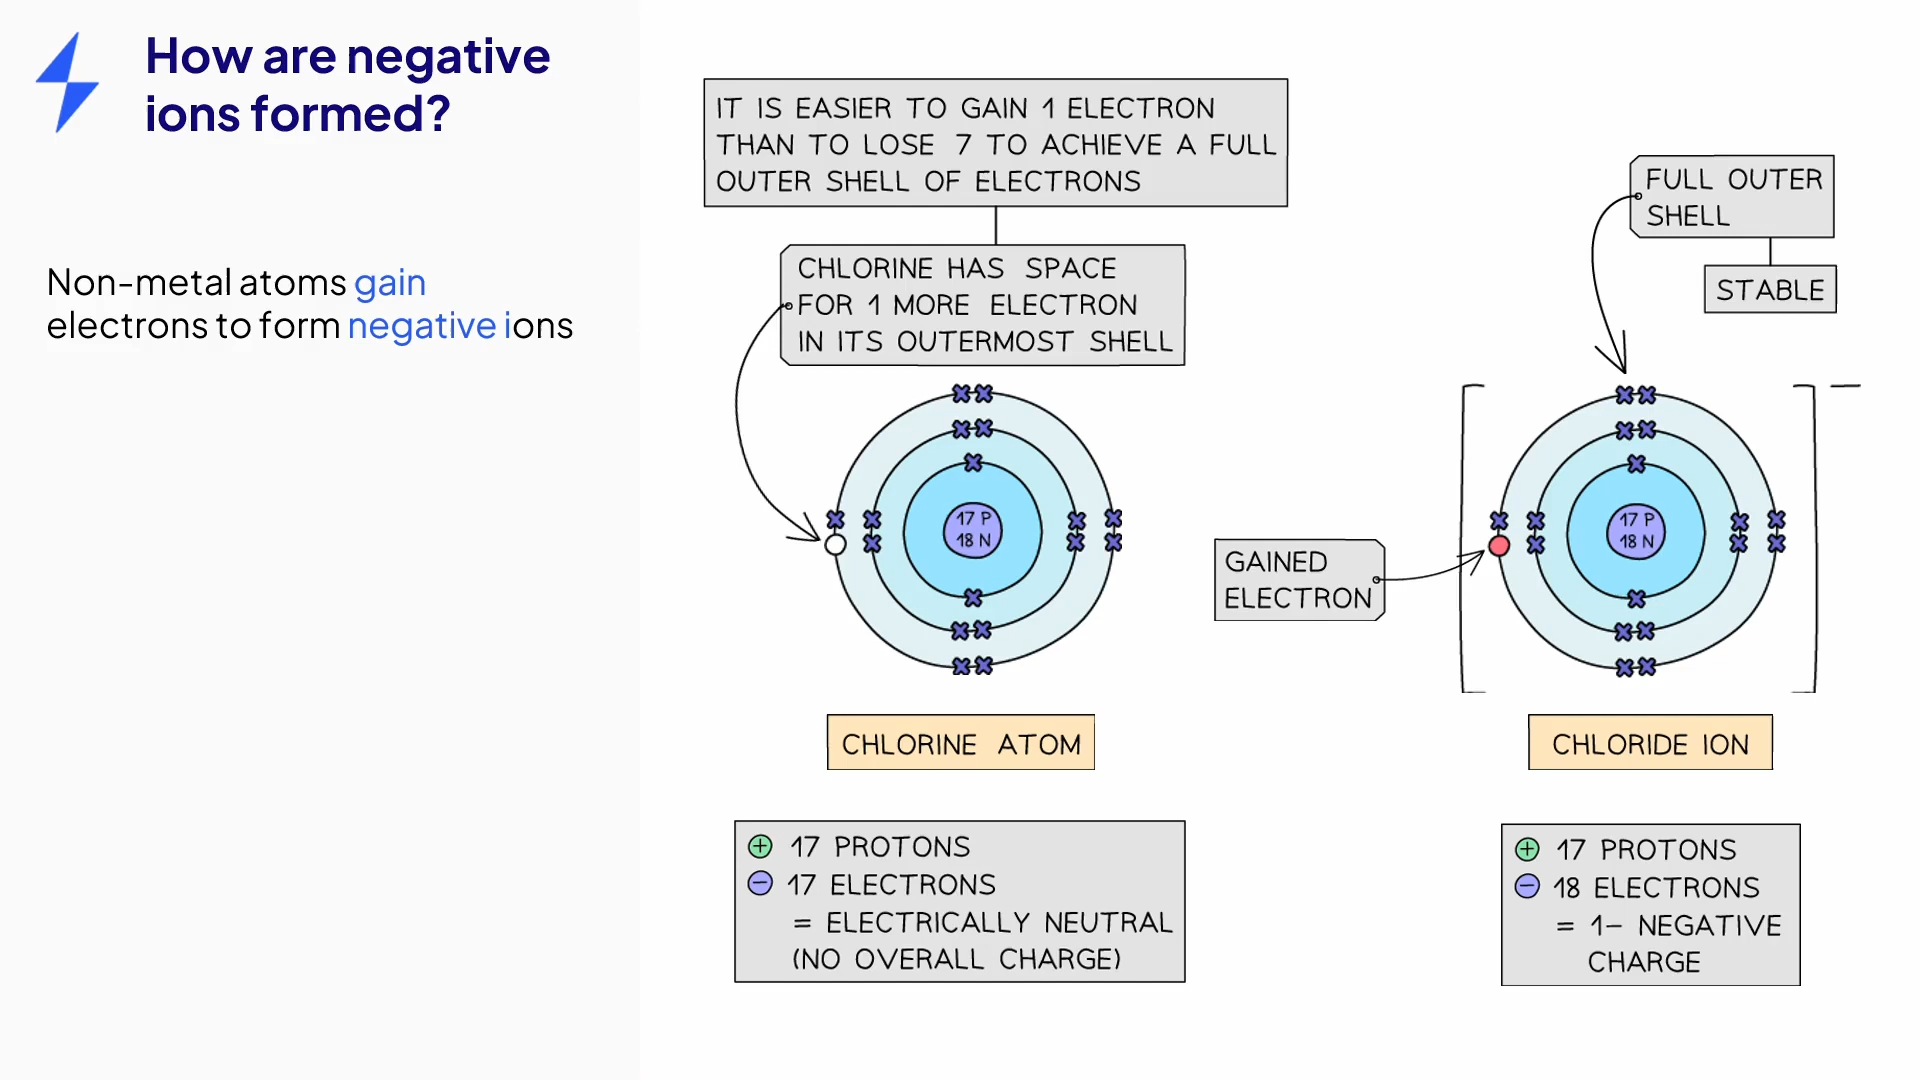 How are negative
ions formed?
Non-metal atoms gain
electrons to form negative ions
IT IS EASIER TO GAIN 1 ELECTRON
THAN TO LOSE 7 TO ACHIEVE A FULL
OUTER SHELL OF ELECTRONS
CHLORINE HAS SPACE
FOR 1 MORE ELECTRON
IN ITS OUTERMOST SHELL
FULL OUTER
SHELL
STABLE
17 P
18 N
GAINED
ELECTRON
17 P
18 N
–
CHLORINE ATOM
CHLORIDE ION
+ 17 PROTONS
– 17 ELECTRONS
= ELECTRICALLY NEUTRAL
(NO OVERALL CHARGE)
+ 17 PROTONS
– 18 ELECTRONS
= 1– NEGATIVE
CHARGE